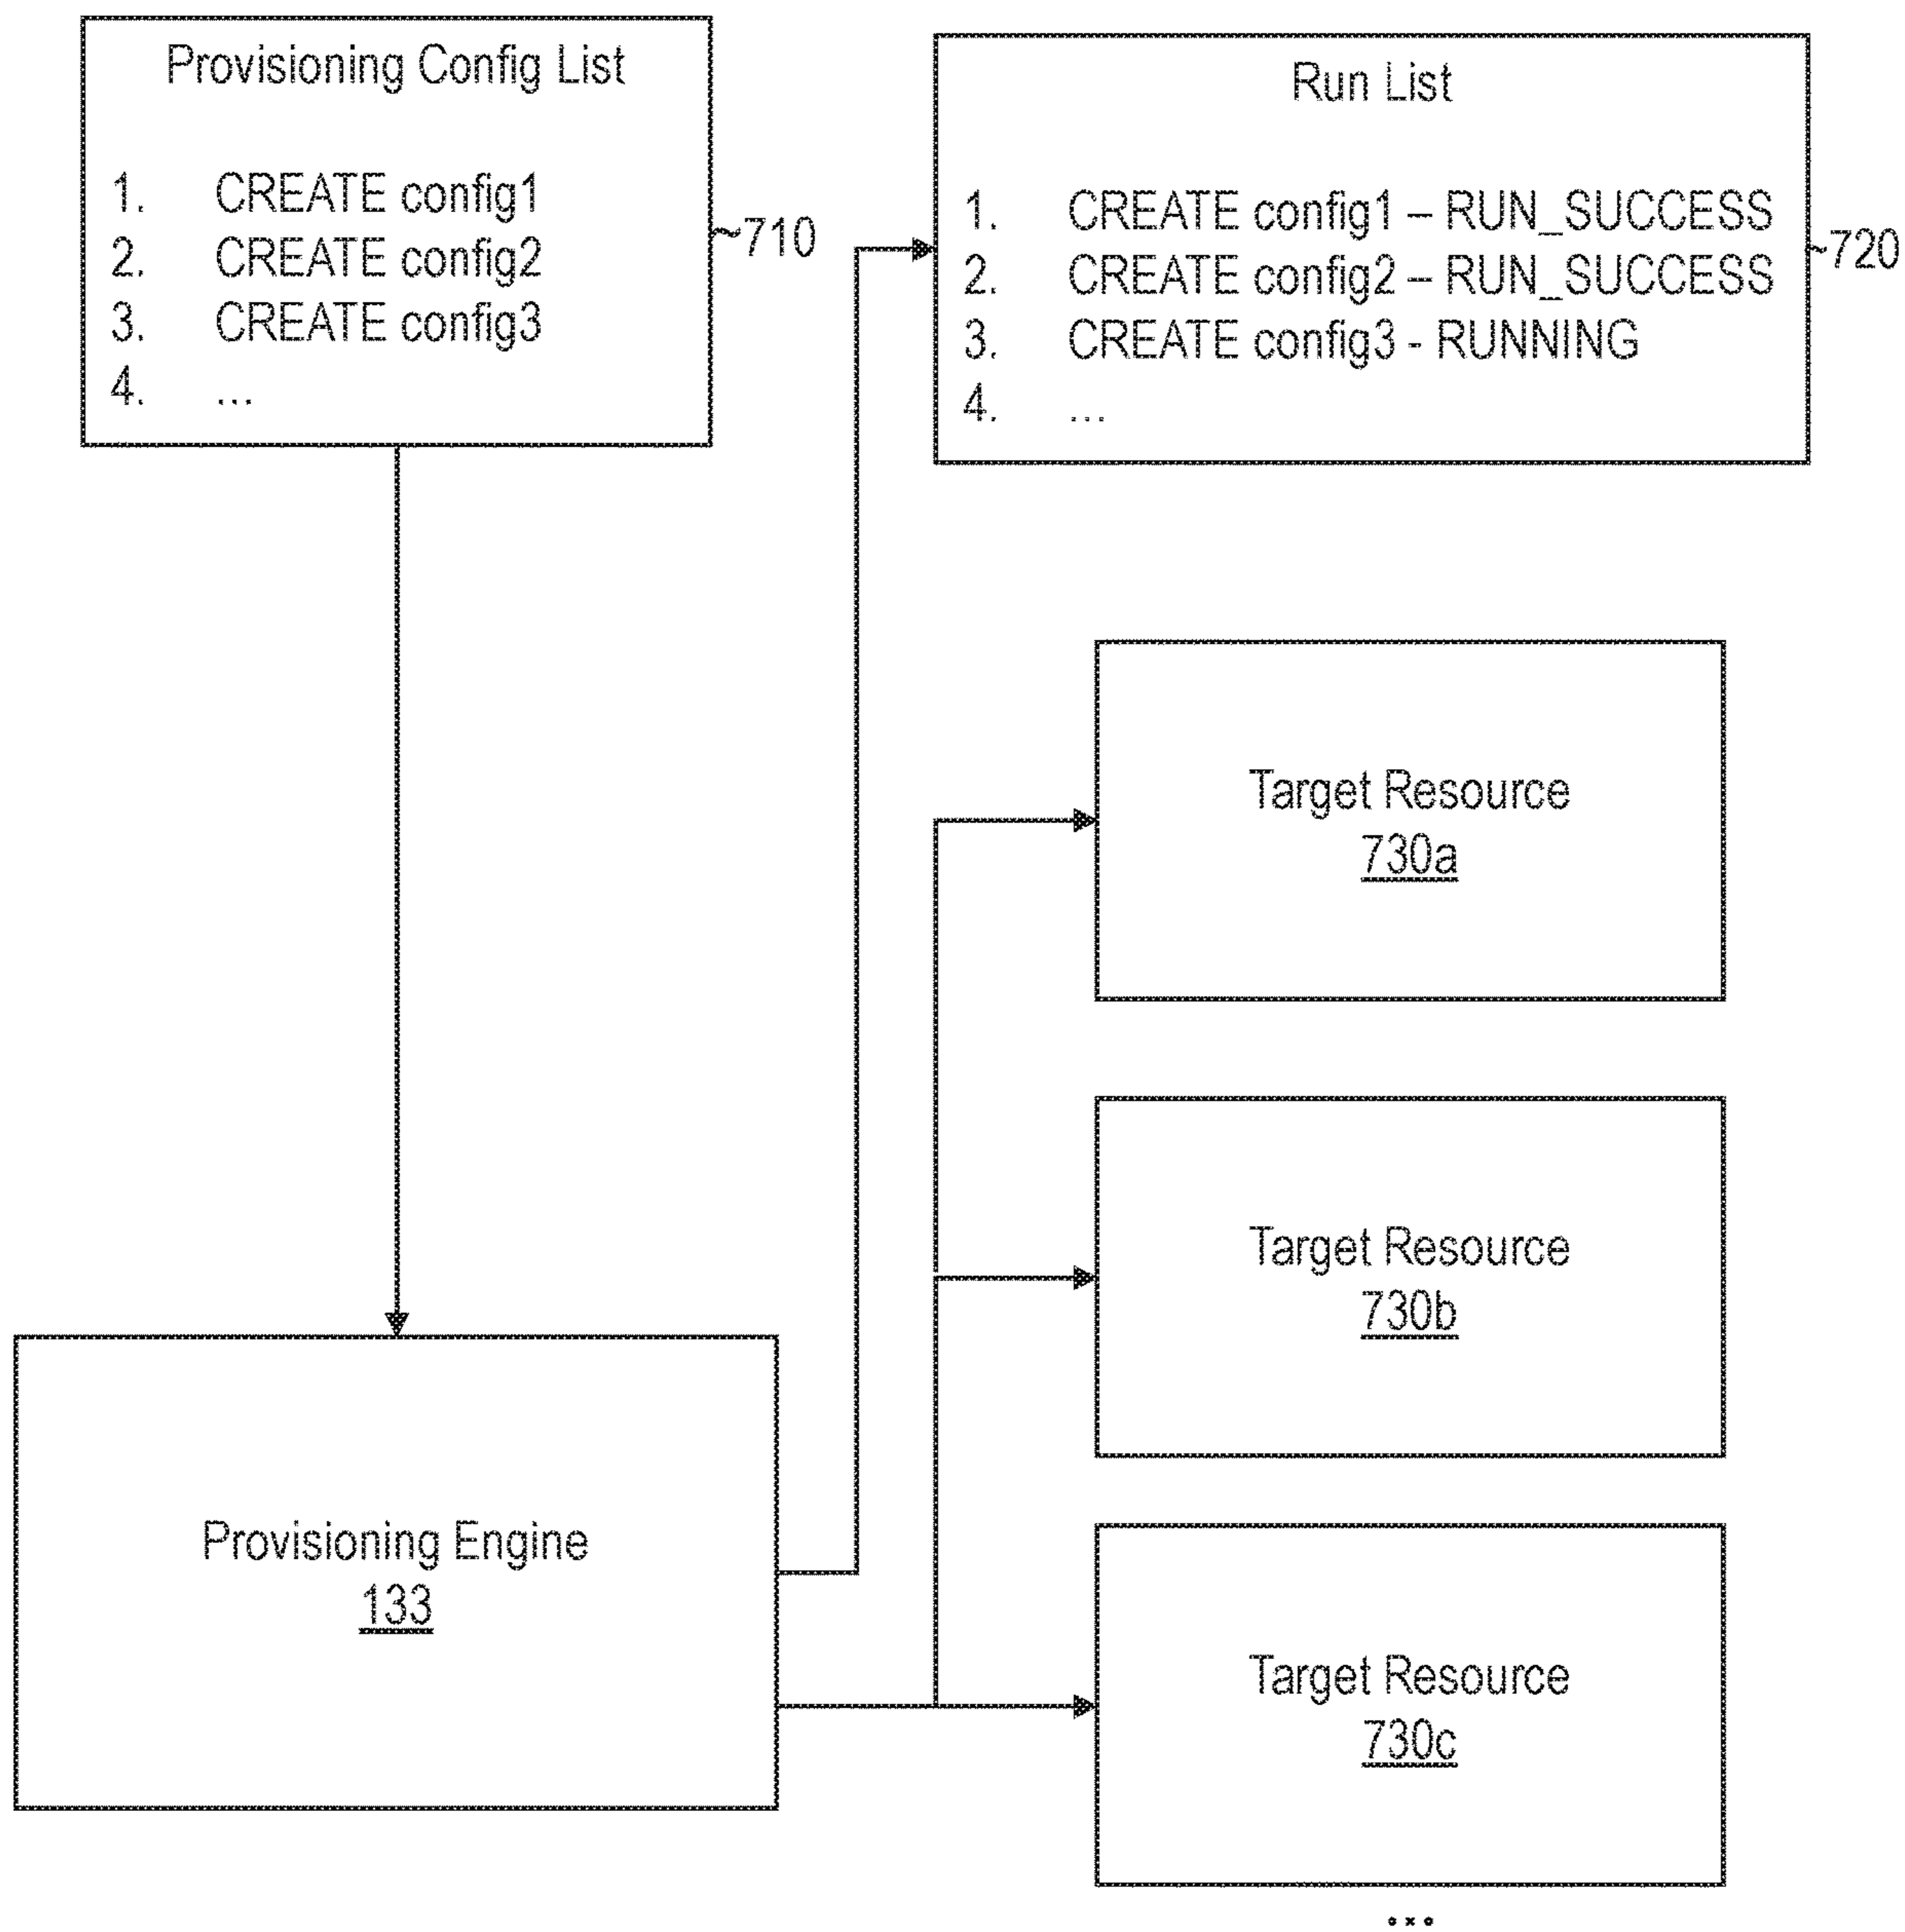 Provisioning Config List
1. CREATE config1
2. CREATE config2
3. CREATE config3
4. ...
~710
Run List
1. CREATE config1 – RUN_SUCCESS
2. CREATE config2 – RUN_SUCCESS
3. CREATE config3 - RUNNING
4. ...
~720
Target Resource
730a
Target Resource
730b
Provisioning Engine
133
Target Resource
730c
...